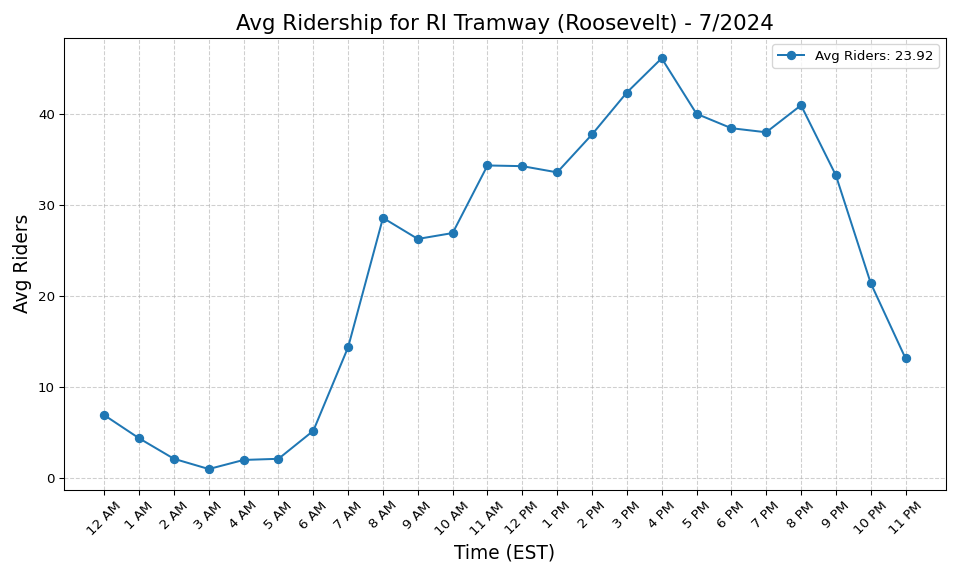 Avg Ridership for RI Tramway (Roosevelt) - 7/2024
Avg Riders: 23.92
Avg Riders
40
30
20
10
0
12 AM
1 AM
2 AM
3 AM
4 AM
5 AM
6 AM
7 AM
8 AM
9 AM
10 AM
11 AM
12 PM
1 PM
2 PM
3 PM
4 PM
5 PM
6 PM
7 PM
8 PM
9 PM
10 PM
11 PM
Time (EST)